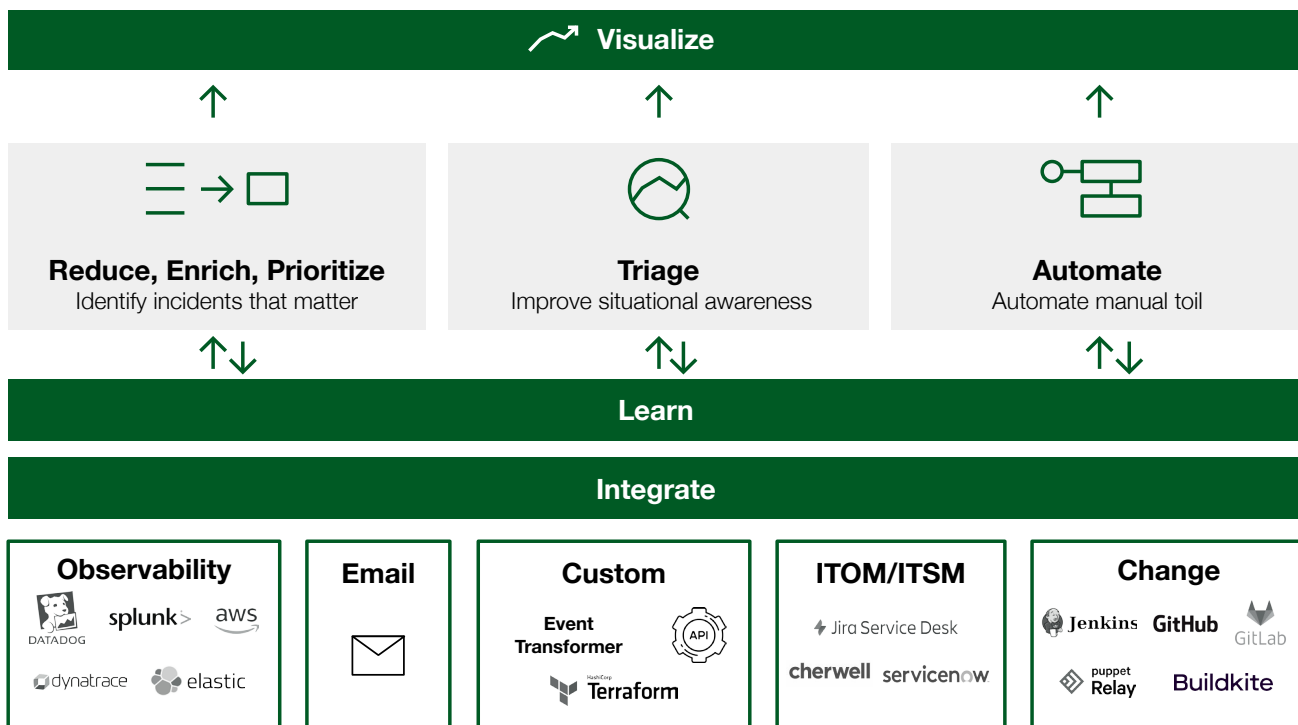 Visualize
Reduce, Enrich, Prioritize
Identify incidents that matter
Triage
Improve situational awareness
Automate
Automate manual toil
Learn
Integrate
Observability
DATADOG
splunk>
aws
dynatrace
elastic
Email
Custom
Event
Transformer
API
HashiCorp
Terraform
ITOM/ITSM
Jira Service Desk
cherwell
servicenow
Change
Jenkins
GitHub
GitLab
puppet
Relay
Buildkite